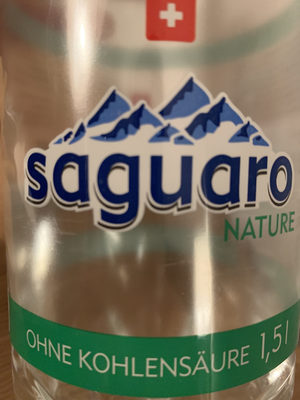 saguaro
NATURE
OHNE KOHLENSÄURE 1,5 l